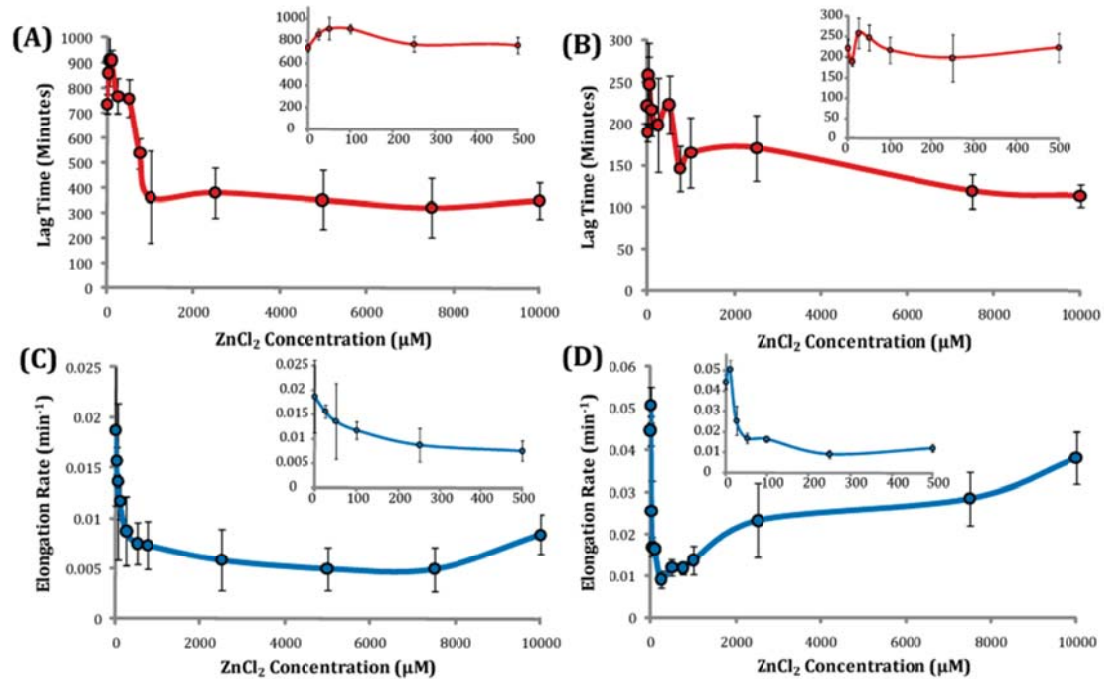 (A)
Lag Time (Minutes)
1000
900
800
700
600
500
400
300
200
100
0
0 2000 4000 6000 8000 10000
ZnCl₂ Concentration (µM)
1000
800
600
400
200
0
0 100 200 300 400 500
(B)
Lag Time (Minutes)
300
250
200
150
100
50
0
0 2000 4000 6000 8000 10000
ZnCl₂ Concentration (µM)
300
250
200
150
100
50
0
0 100 200 300 400 500
(C)
Elongation Rate (min⁻¹)
0.025
0.02
0.015
0.01
0.005
0
0 2000 4000 6000 8000 10000
ZnCl₂ Concentration (µM)
0.025
0.02
0.015
0.01
0.005
0
0 100 200 300 400 500
(D)
Elongation Rate (min⁻¹)
0.06
0.05
0.04
0.03
0.02
0.01
0
0 2000 4000 6000 8000 10000
ZnCl₂ Concentration (µM)
0.05
0.04
0.03
0.02
0.01
0
0 100 200 300 400 500